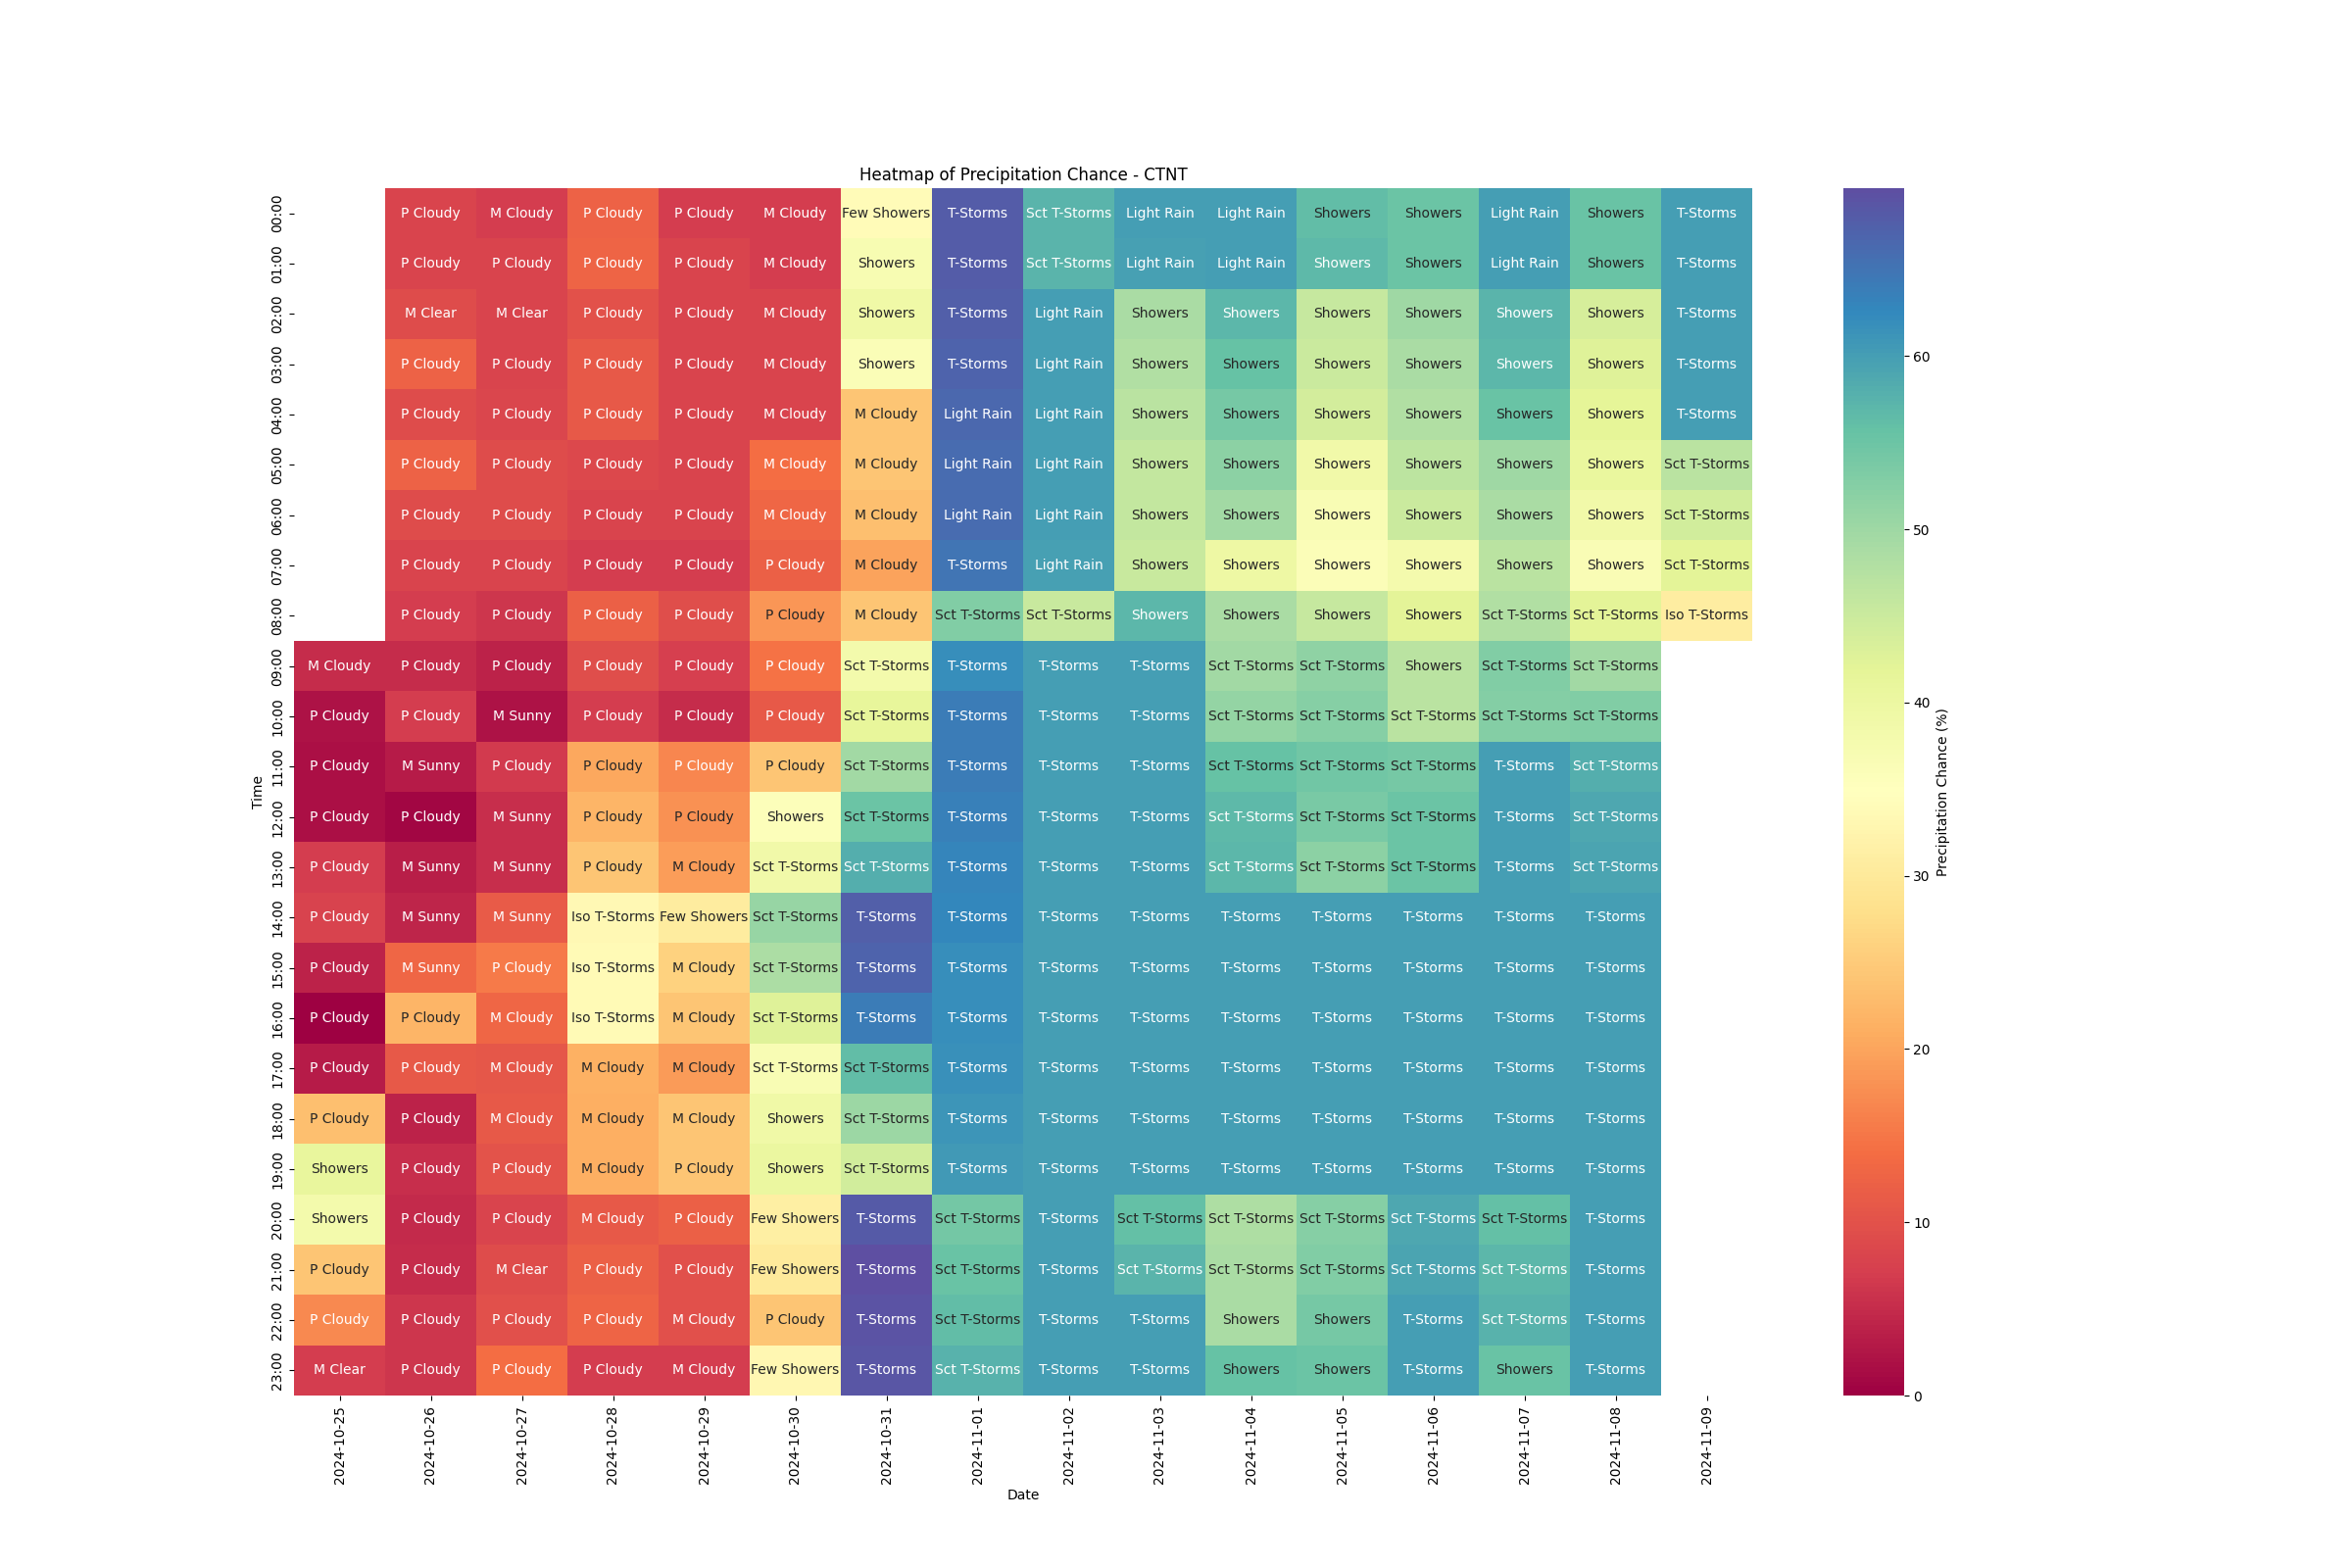 Heatmap of Precipitation Chance - CTNT
00:00 P Cloudy M Cloudy P Cloudy P Cloudy M Cloudy Few Showers T-Storms Sct T-Storms Light Rain Light Rain Showers Showers Light Rain Showers T-Storms
01:00 P Cloudy P Cloudy P Cloudy P Cloudy M Cloudy Showers T-Storms Sct T-Storms Light Rain Light Rain Showers Showers Light Rain Showers T-Storms
02:00 M Clear M Clear P Cloudy P Cloudy M Cloudy Showers T-Storms Light Rain Showers Showers Showers Showers Showers Showers T-Storms
03:00 P Cloudy P Cloudy P Cloudy P Cloudy M Cloudy Showers T-Storms Light Rain Showers Showers Showers Showers Showers Showers T-Storms
60
04:00 P Cloudy P Cloudy P Cloudy P Cloudy M Cloudy M Cloudy Light Rain Light Rain Showers Showers Showers Showers Showers Showers T-Storms
05:00 P Cloudy P Cloudy P Cloudy P Cloudy M Cloudy M Cloudy Light Rain Light Rain Showers Showers Showers Showers Showers Showers Sct T-Storms
06:00 P Cloudy P Cloudy P Cloudy P Cloudy M Cloudy M Cloudy Light Rain Light Rain Showers Showers Showers Showers Showers Showers Sct T-Storms
50
07:00 P Cloudy P Cloudy P Cloudy P Cloudy P Cloudy M Cloudy T-Storms Light Rain Showers Showers Showers Showers Showers Showers Sct T-Storms
08:00 P Cloudy P Cloudy P Cloudy P Cloudy P Cloudy M Cloudy Sct T-Storms Sct T-Storms Showers Showers Showers Showers Sct T-Storms Sct T-Storms Iso T-Storms
09:00 M Cloudy P Cloudy P Cloudy P Cloudy P Cloudy P Cloudy Sct T-Storms T-Storms T-Storms T-Storms Sct T-Storms Sct T-Storms Showers Sct T-Storms Sct T-Storms
40
10:00 P Cloudy P Cloudy M Sunny P Cloudy P Cloudy P Cloudy Sct T-Storms T-Storms T-Storms T-Storms Sct T-Storms Sct T-Storms Sct T-Storms Sct T-Storms Sct T-Storms
11:00 P Cloudy M Sunny P Cloudy P Cloudy P Cloudy P Cloudy Sct T-Storms T-Storms T-Storms T-Storms Sct T-Storms Sct T-Storms Sct T-Storms T-Storms Sct T-Storms
Time
Precipitation Chance (%)
12:00 P Cloudy P Cloudy M Sunny P Cloudy P Cloudy Showers Sct T-Storms T-Storms T-Storms T-Storms Sct T-Storms Sct T-Storms Sct T-Storms T-Storms Sct T-Storms
13:00 P Cloudy M Sunny M Sunny P Cloudy M Cloudy Sct T-Storms Sct T-Storms T-Storms T-Storms T-Storms Sct T-Storms Sct T-Storms Sct T-Storms T-Storms Sct T-Storms
30
14:00 P Cloudy M Sunny M Sunny Iso T-Storms Few Showers Sct T-Storms T-Storms T-Storms T-Storms T-Storms T-Storms T-Storms T-Storms T-Storms T-Storms
15:00 P Cloudy M Sunny P Cloudy Iso T-Storms M Cloudy Sct T-Storms T-Storms T-Storms T-Storms T-Storms T-Storms T-Storms T-Storms T-Storms T-Storms
16:00 P Cloudy P Cloudy M Cloudy Iso T-Storms M Cloudy Sct T-Storms T-Storms T-Storms T-Storms T-Storms T-Storms T-Storms T-Storms T-Storms T-Storms
20
17:00 P Cloudy P Cloudy M Cloudy M Cloudy M Cloudy Sct T-Storms Sct T-Storms T-Storms T-Storms T-Storms T-Storms T-Storms T-Storms T-Storms T-Storms
18:00 P Cloudy P Cloudy M Cloudy M Cloudy M Cloudy Showers Sct T-Storms T-Storms T-Storms T-Storms T-Storms T-Storms T-Storms T-Storms T-Storms
19:00 Showers P Cloudy P Cloudy M Cloudy P Cloudy Showers Sct T-Storms T-Storms T-Storms T-Storms T-Storms T-Storms T-Storms T-Storms T-Storms
20:00 Showers P Cloudy P Cloudy M Cloudy P Cloudy Few Showers T-Storms Sct T-Storms T-Storms Sct T-Storms Sct T-Storms Sct T-Storms Sct T-Storms Sct T-Storms T-Storms
10
21:00 P Cloudy P Cloudy M Clear P Cloudy P Cloudy Few Showers T-Storms Sct T-Storms T-Storms Sct T-Storms Sct T-Storms Sct T-Storms Sct T-Storms Sct T-Storms T-Storms
22:00 P Cloudy P Cloudy P Cloudy P Cloudy M Cloudy P Cloudy T-Storms Sct T-Storms T-Storms T-Storms Showers Showers T-Storms Sct T-Storms T-Storms
23:00 M Clear P Cloudy P Cloudy P Cloudy M Cloudy Few Showers T-Storms Sct T-Storms T-Storms T-Storms Showers Showers T-Storms Showers T-Storms
0
2024-10-25 2024-10-26 2024-10-27 2024-10-28 2024-10-29 2024-10-30 2024-10-31 2024-11-01 2024-11-02 2024-11-03 2024-11-04 2024-11-05 2024-11-06 2024-11-07 2024-11-08 2024-11-09
Date